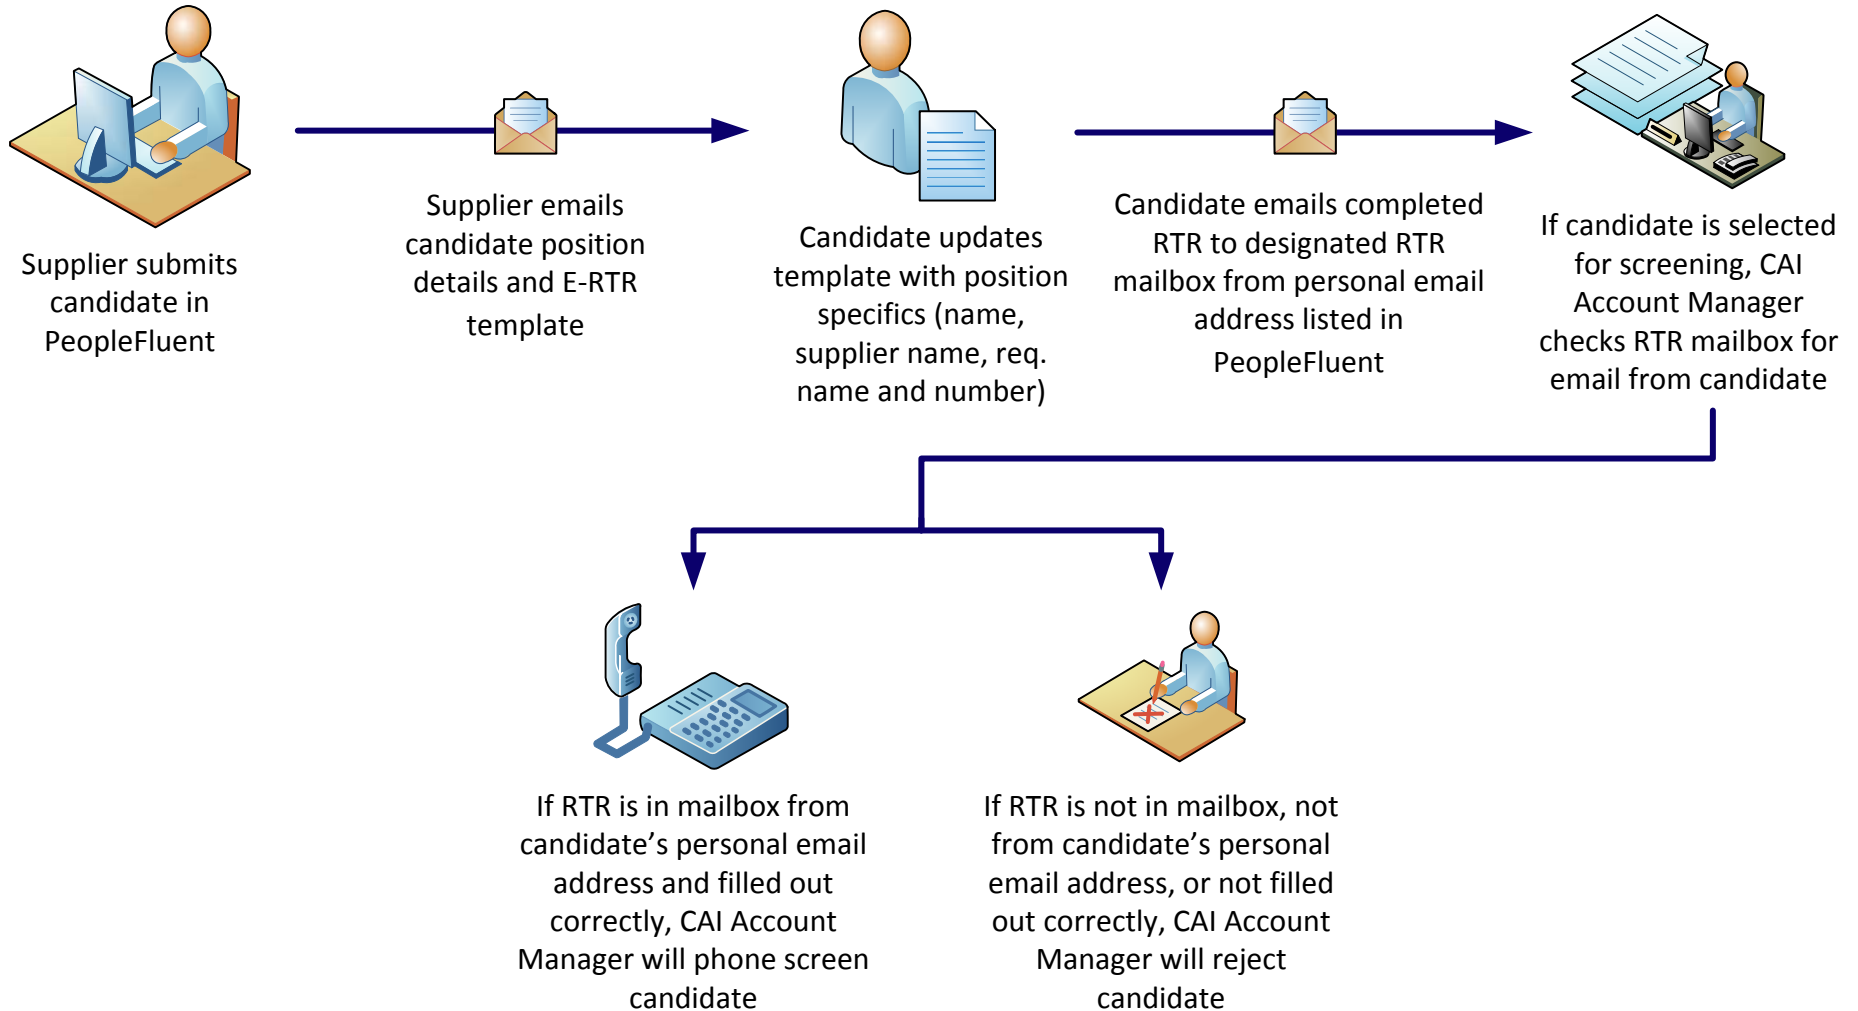 Supplier submits
candidate in
PeopleFluent
Supplier emails
candidate position
details and E-RTR
template
Candidate updates
template with position
specifics (name,
supplier name, req.
name and number)
Candidate emails completed
RTR to designated RTR
mailbox from personal email
address listed in
PeopleFluent
If candidate is selected
for screening, CAI
Account Manager
checks RTR mailbox for
email from candidate
If RTR is in mailbox from
candidate’s personal email
address and filled out
correctly, CAI Account
Manager will phone screen
candidate
If RTR is not in mailbox, not
from candidate’s personal
email address, or not filled
out correctly, CAI Account
Manager will reject
candidate